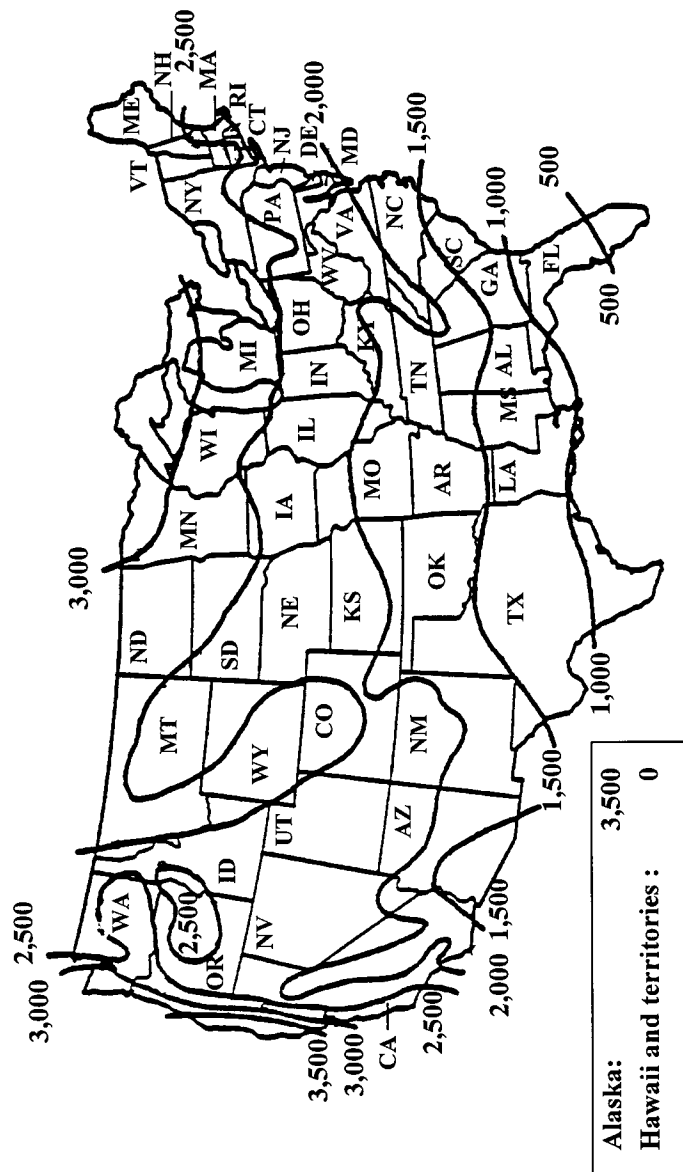 3,000
2,500
WA
OR
2,500
ID
NV
UT
AZ
CA
MT
WY
CO
NM
ND
SD
NE
KS
OK
TX
3,000
MN
IA
MO
AR
LA
WI
IL
MI
IN
OH
KY
TN
MS
AL
GA
FL
SC
NC
VA
WV
PA
NY
VT
ME
NH
2,500
MA
RI
CT
NJ
DE
2,000
MD
1,500
1,000
500
500
1,000
1,500
1,500
2,000
2,500
3,000
3,500
Alaska: 3,500
Hawaii and territories : 0